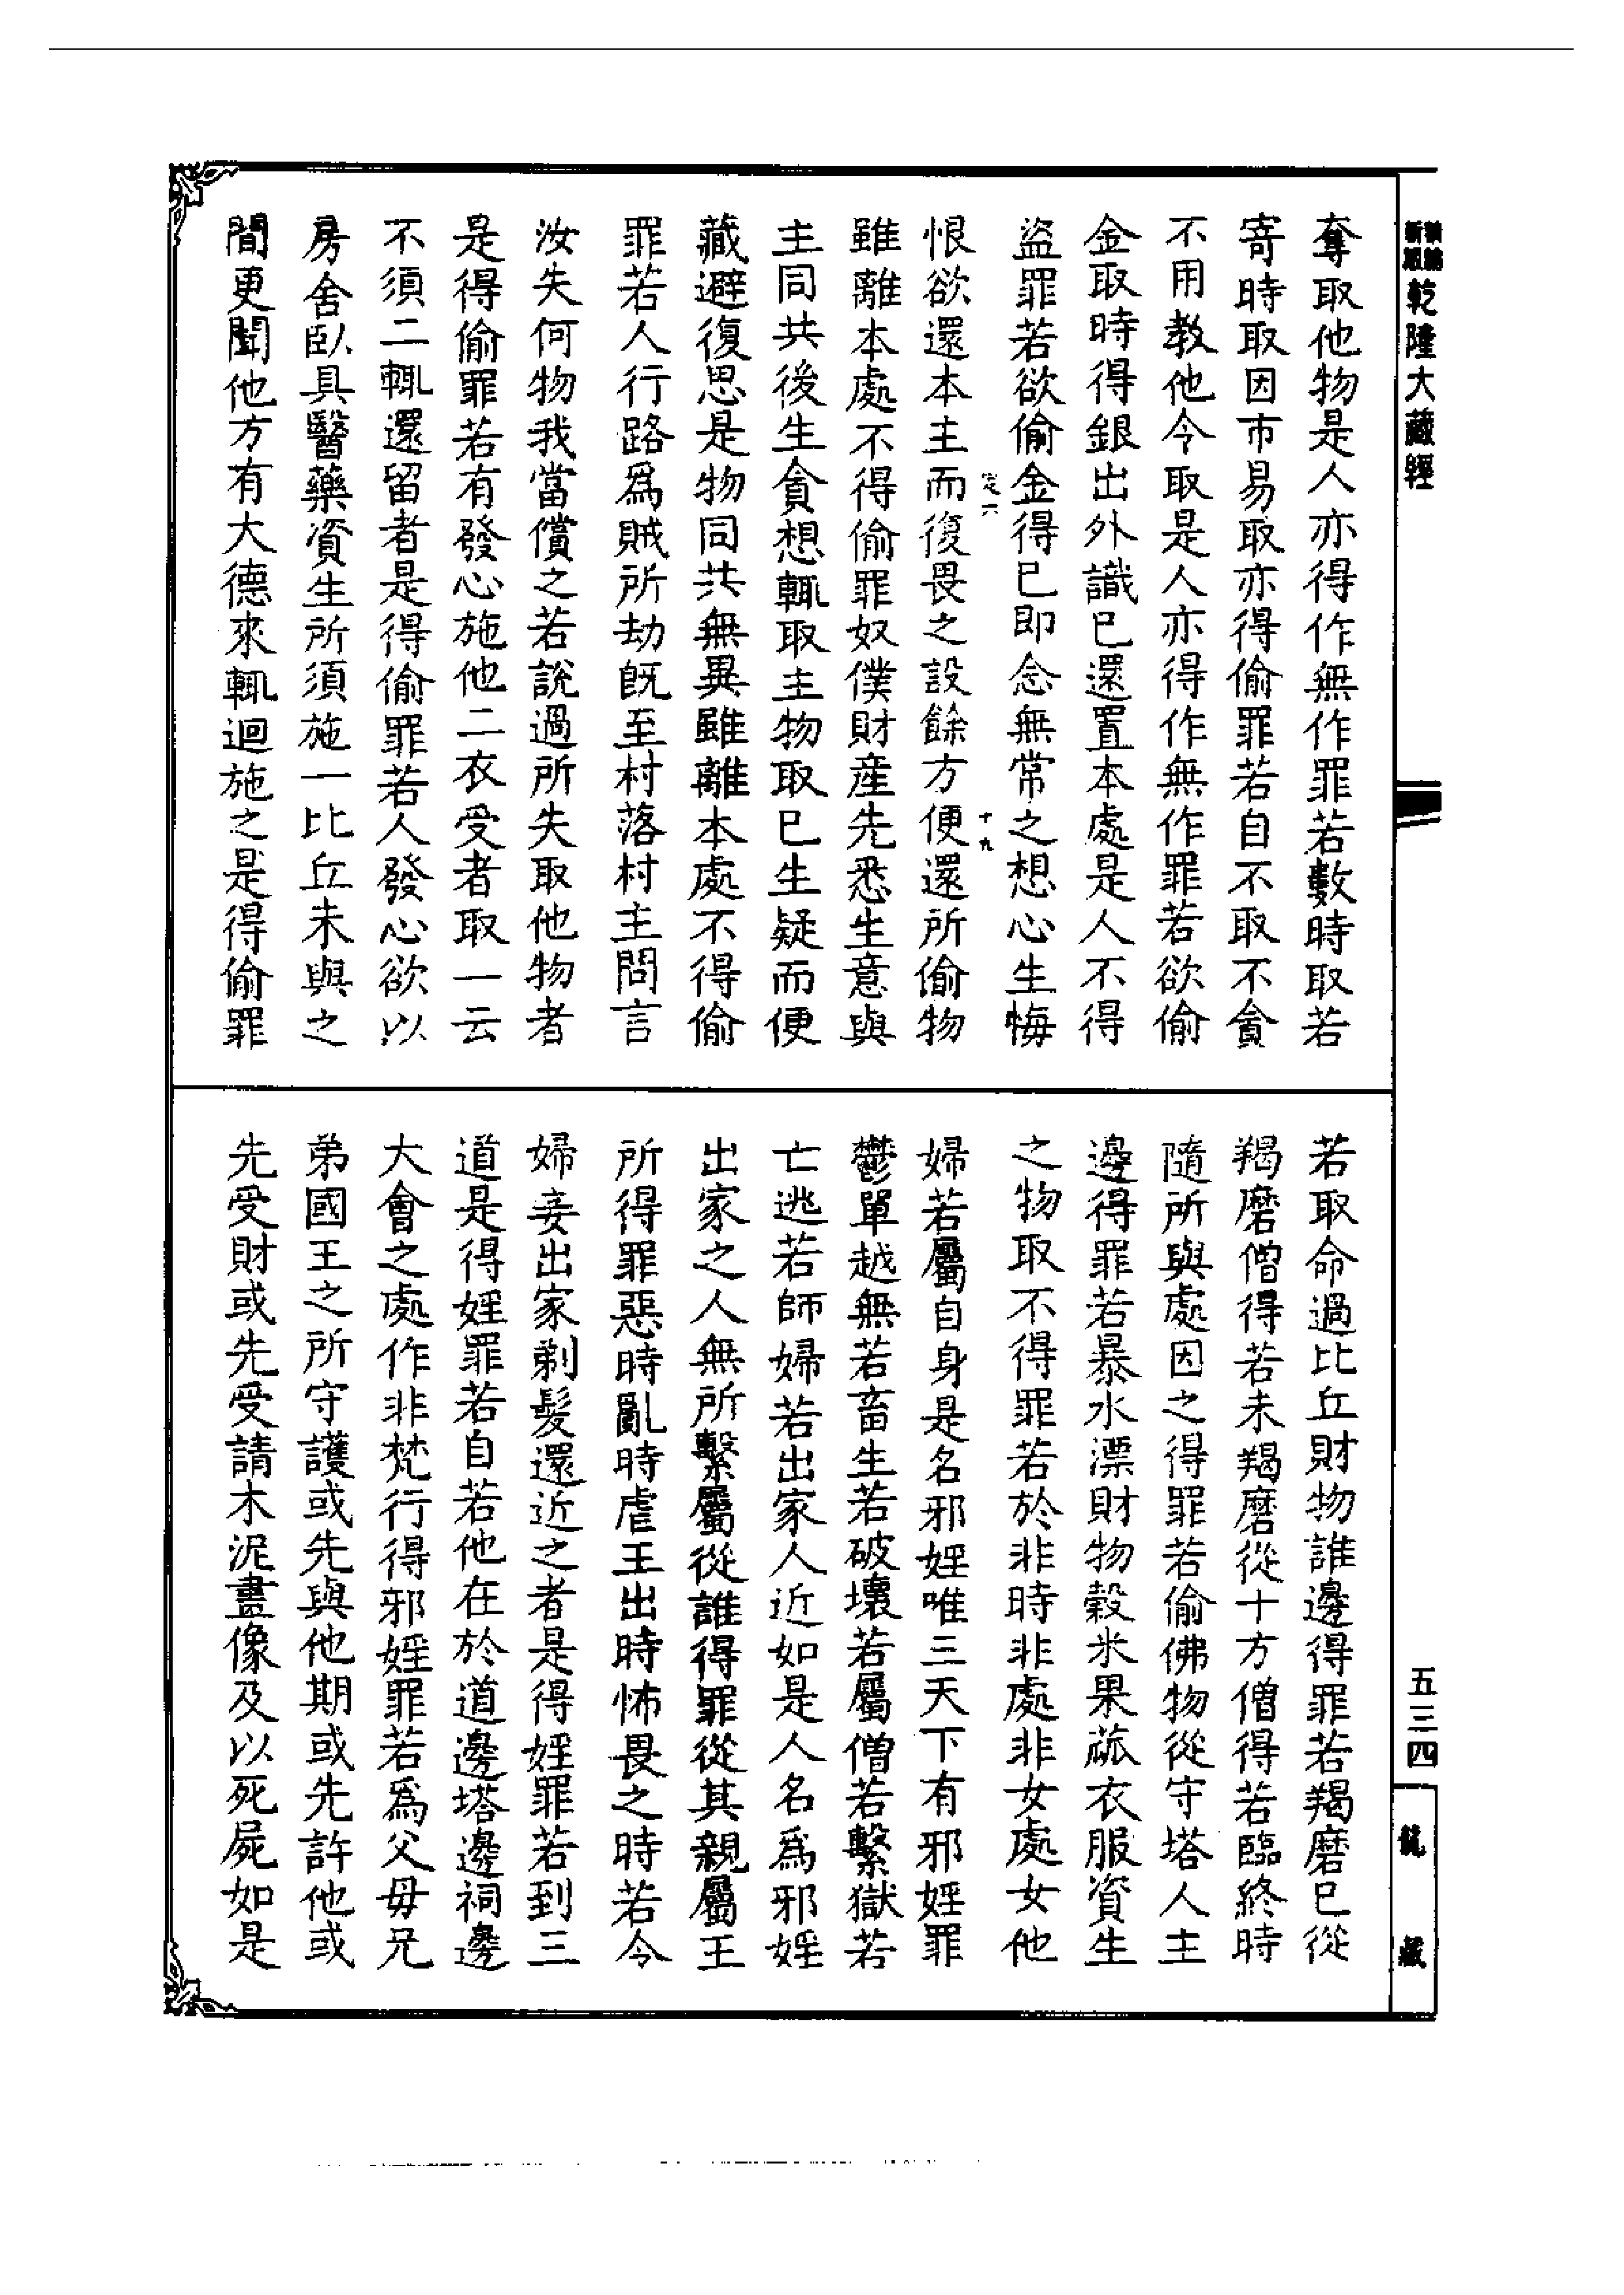 新編縮本乾隆大藏經
奪取他物是人亦得作無作罪若數時取若
寄時取因市易取亦得偷罪若自不取不貪
不用教他今取是人亦得作無作罪若欲偷
金取時得銀出外識已還置本處是人不得
盜罪若欲偷金得已即念無常之想心生悔
恨欲還本主而復畏之設餘方便還所偷物
雖離本處不得偷罪奴僕財產先悉生意與
主同共後生貪想輒取主物取已生疑而便
藏避復思是物同共無異雖離本處不得偷
罪若人行路為賊所劫既至村落村主問言
汝失何物我當償之若說過所失取他物者
是得偷罪若有發心施他二衣受者取一云
不須二輒還留者是得偷罪若人發心欲以
房舍臥具醫藥資生所須施一比丘未與之
間更聞他方有大德來輒迴施之是得偷罪
十九
若取命過比丘財物誰邊得罪若羯磨已從
羯磨僧得若未羯磨從十方僧得若臨終時
隨所與處因之得罪若偷佛物從守塔人主
邊得罪若暴水漂財物穀米果蓏衣服資生
之物取不得罪若於非時非處非女處女他
婦若屬自身是名邪婬唯三天下有邪婬罪
鬱單越無若畜生若破壞若屬僧若繫獄若
亡逃若師婦若出家人近如是人名為邪婬
出家之人無所繫屬從誰得罪從其親屬王
所得罪惡時亂時虐王出時怖畏之時若令
婦妾出家剃髮還近之者是得婬罪若到三
道是得婬罪若自若他在於道邊塔邊祠邊
大會之處作非梵行得邪婬罪若為父母兄
弟國王之所守護或先與他期或先許他或
先受財或先受請木泥畫像及以死屍如是
五三四
龍藏